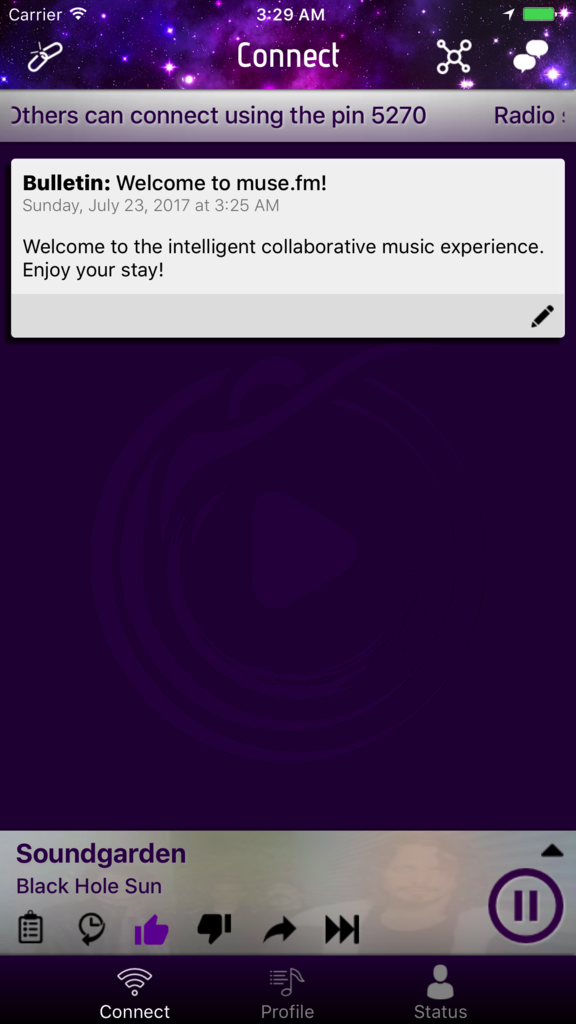 Carrier 3:29 AM
Connect
Others can connect using the pin 5270 Radio
Bulletin: Welcome to muse.fm!
Sunday, July 23, 2017 at 3:25 AM
Welcome to the intelligent collaborative music experience.
Enjoy your stay!
Soundgarden
Black Hole Sun
Connect Profile Status